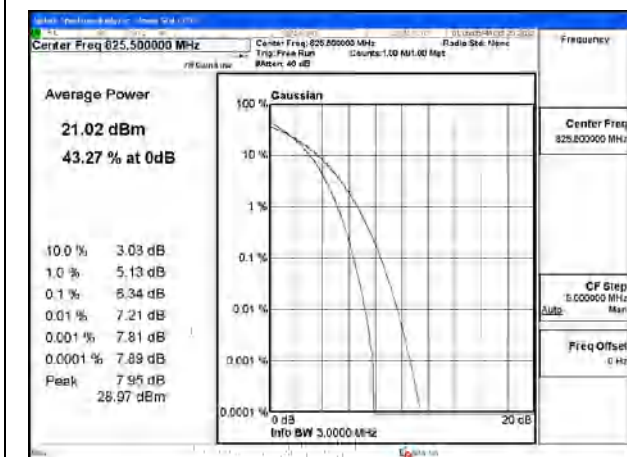 Center Freq 825.500000 MHz
Center Freq: 825.500000 MHz
Radio Std: None
Trig: Free Run
Counts:1.00 M/1.00 Mpt
#Atten: 40 dB
Frequency
Average Power
21.02 dBm
43.27 % at 0dB
10.0 % 3.03 dB
1.0 % 5.13 dB
0.1 % 6.34 dB
0.01 % 7.21 dB
0.001 % 7.81 dB
0.0001 % 7.89 dB
Peak 7.95 dB
28.97 dBm
Gaussian
100 %
10 %
1 %
0.1 %
0.01 %
0.001 %
0.0001 %
0 dB
20 dB
Info BW 3.0000 MHz
Center Freq
825.500000 MHz
CF Step
5.000000 MHz
Auto Man
Freq Offset
0 Hz